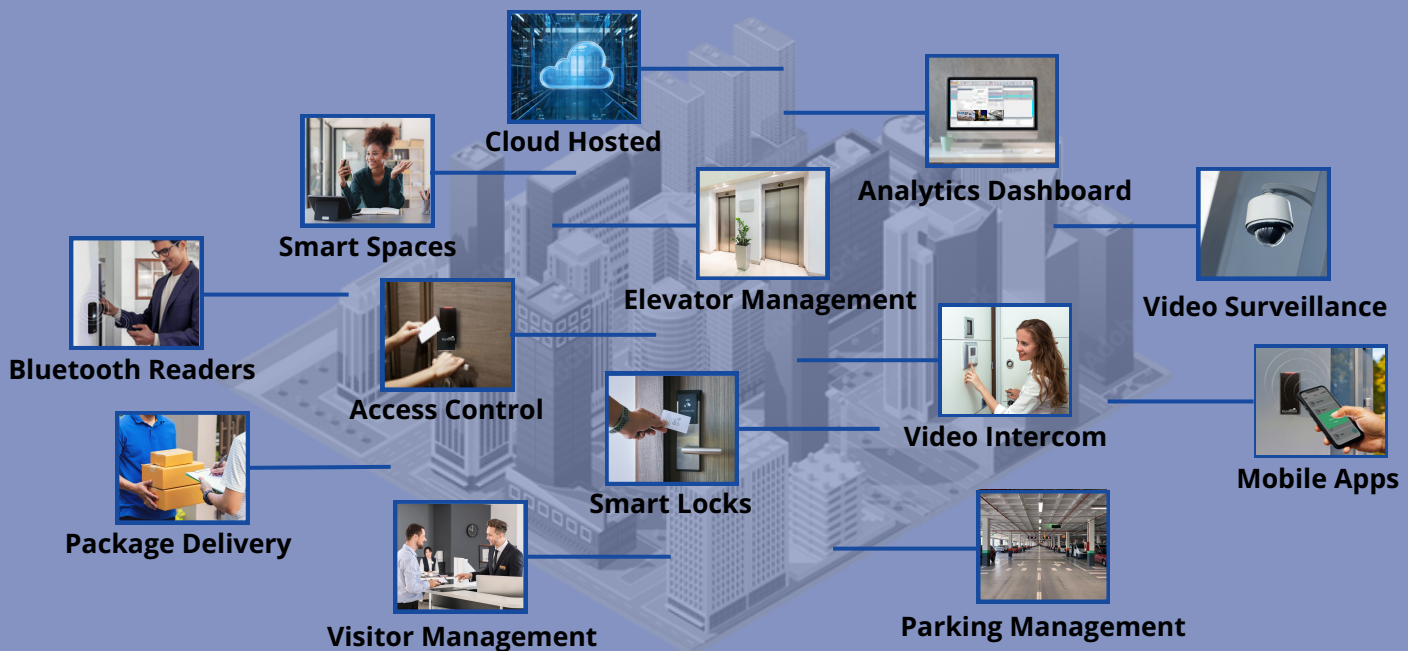 Cloud Hosted
Analytics Dashboard
Smart Spaces
Elevator Management
Video Surveillance
Bluetooth Readers
Access Control
Video Intercom
Mobile Apps
Smart Locks
Package Delivery
Visitor Management
Parking Management